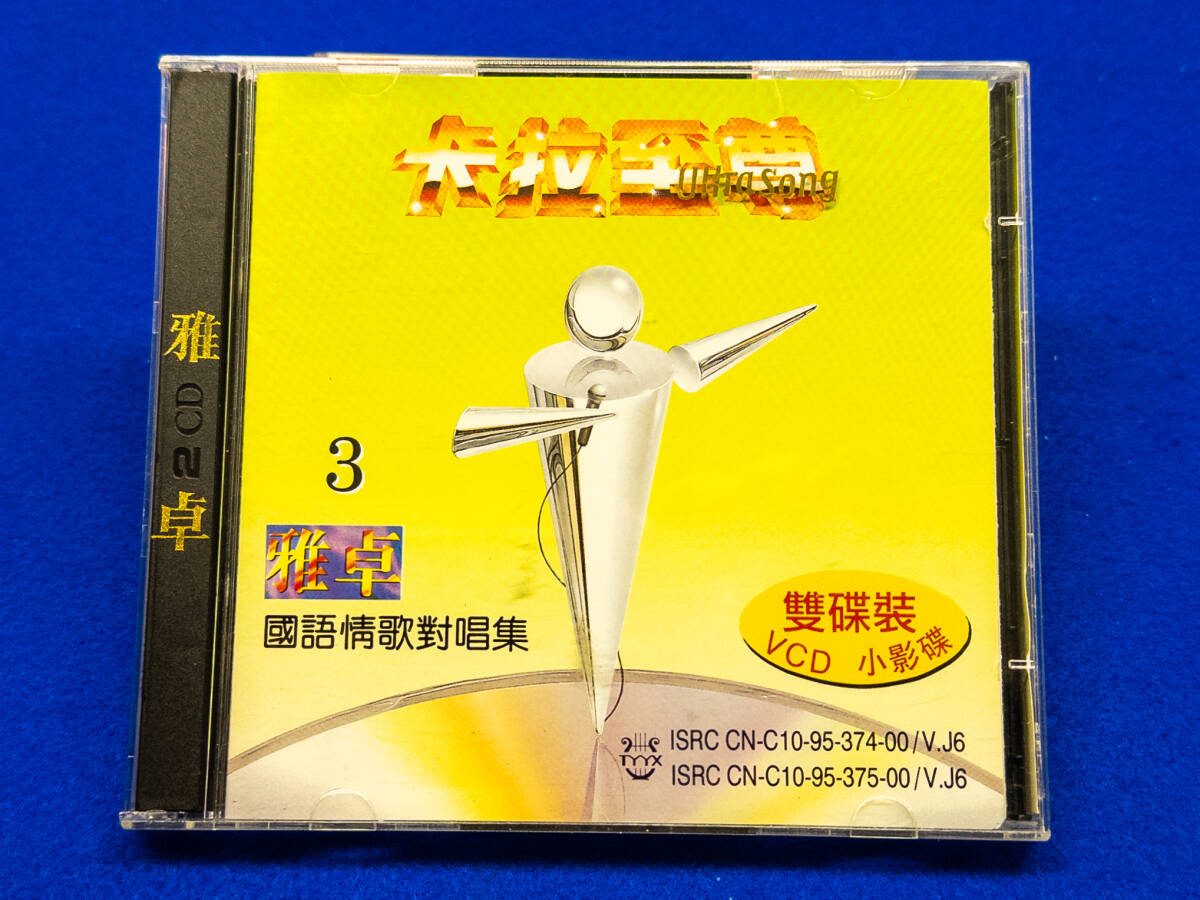 卡拉至尊
UltraSong
雅 2CD 卓
3
雅卓
國語情歌對唱集
雙碟裝
VCD 小影碟
TYYX
ISRC CN-C10-95-374-00/V.J6
ISRC CN-C10-95-375-00/V.J6